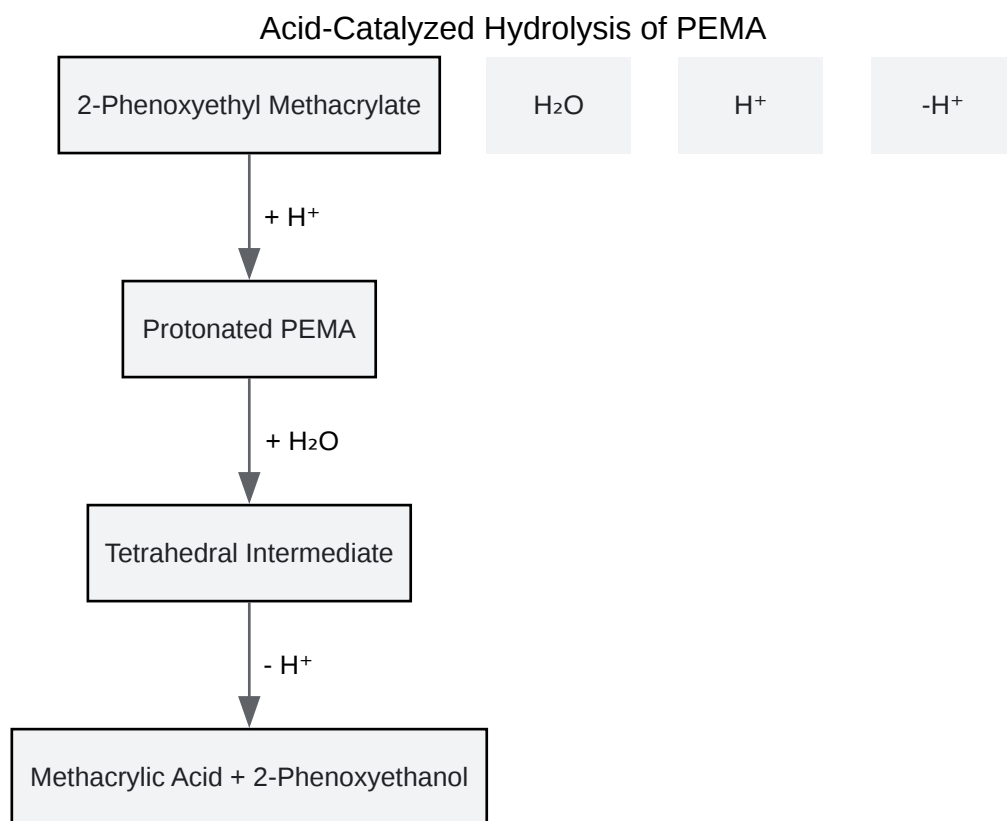 Acid-Catalyzed Hydrolysis of PEMA
2-Phenoxyethyl Methacrylate
H₂O
H⁺
-H⁺
+ H⁺
Protonated PEMA
+ H₂O
Tetrahedral Intermediate
- H⁺
Methacrylic Acid + 2-Phenoxyethanol